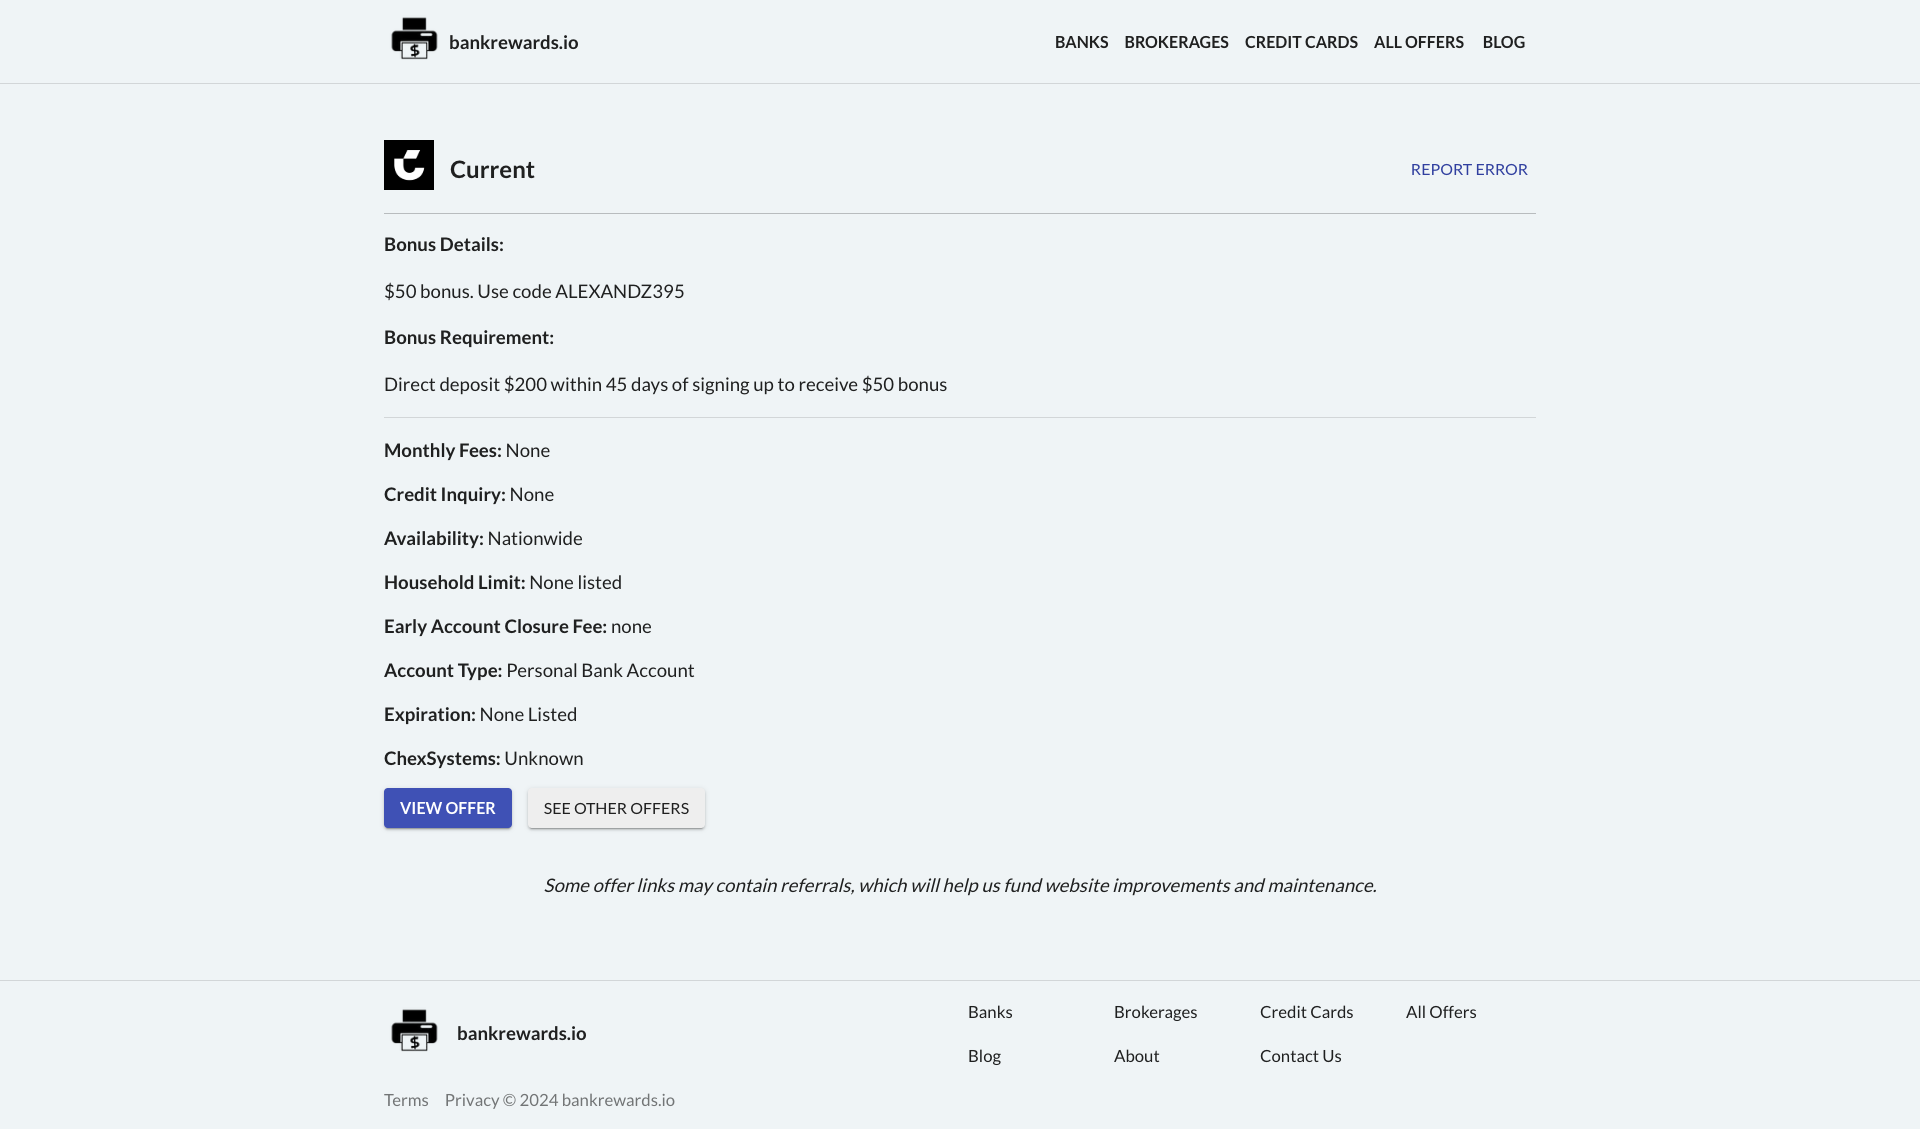 bankrewards.io
BANKS BROKERAGES CREDIT CARDS ALL OFFERS BLOG
Current
REPORT ERROR
Bonus Details:
$50 bonus. Use code ALEXANDZ395
Bonus Requirement:
Direct deposit $200 within 45 days of signing up to receive $50 bonus
Monthly Fees: None
Credit Inquiry: None
Availability: Nationwide
Household Limit: None listed
Early Account Closure Fee: none
Account Type: Personal Bank Account
Expiration: None Listed
ChexSystems: Unknown
VIEW OFFER SEE OTHER OFFERS
Some offer links may contain referrals, which will help us fund website improvements and maintenance.
bankrewards.io
Banks Brokerages Credit Cards All Offers
Blog About Contact Us
Terms Privacy © 2024 bankrewards.io